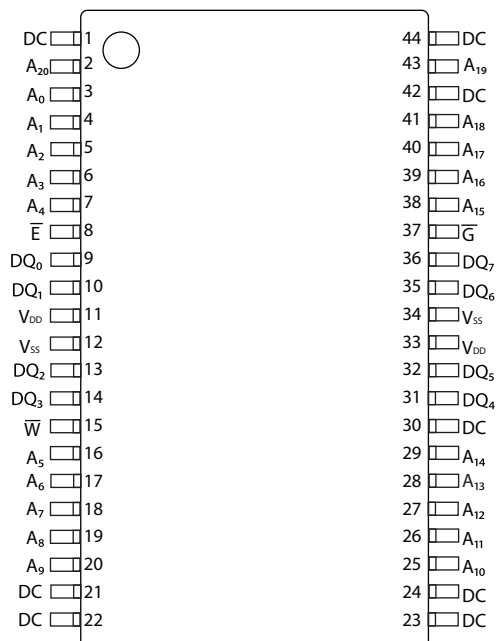 DC 1 44 DC
A₂₀ 2 43 A₁₉
A₀ 3 42 DC
A₁ 4 41 A₁₈
A₂ 5 40 A₁₇
A₃ 6 39 A₁₆
A₄ 7 38 A₁₅
E̅ 8 37 G̅
DQ₀ 9 36 DQ₇
DQ₁ 10 35 DQ₆
V_DD 11 34 V_SS
V_SS 12 33 V_DD
DQ₂ 13 32 DQ₅
DQ₃ 14 31 DQ₄
W̅ 15 30 DC
A₅ 16 29 A₁₄
A₆ 17 28 A₁₃
A₇ 18 27 A₁₂
A₈ 19 26 A₁₁
A₉ 20 25 A₁₀
DC 21 24 DC
DC 22 23 DC